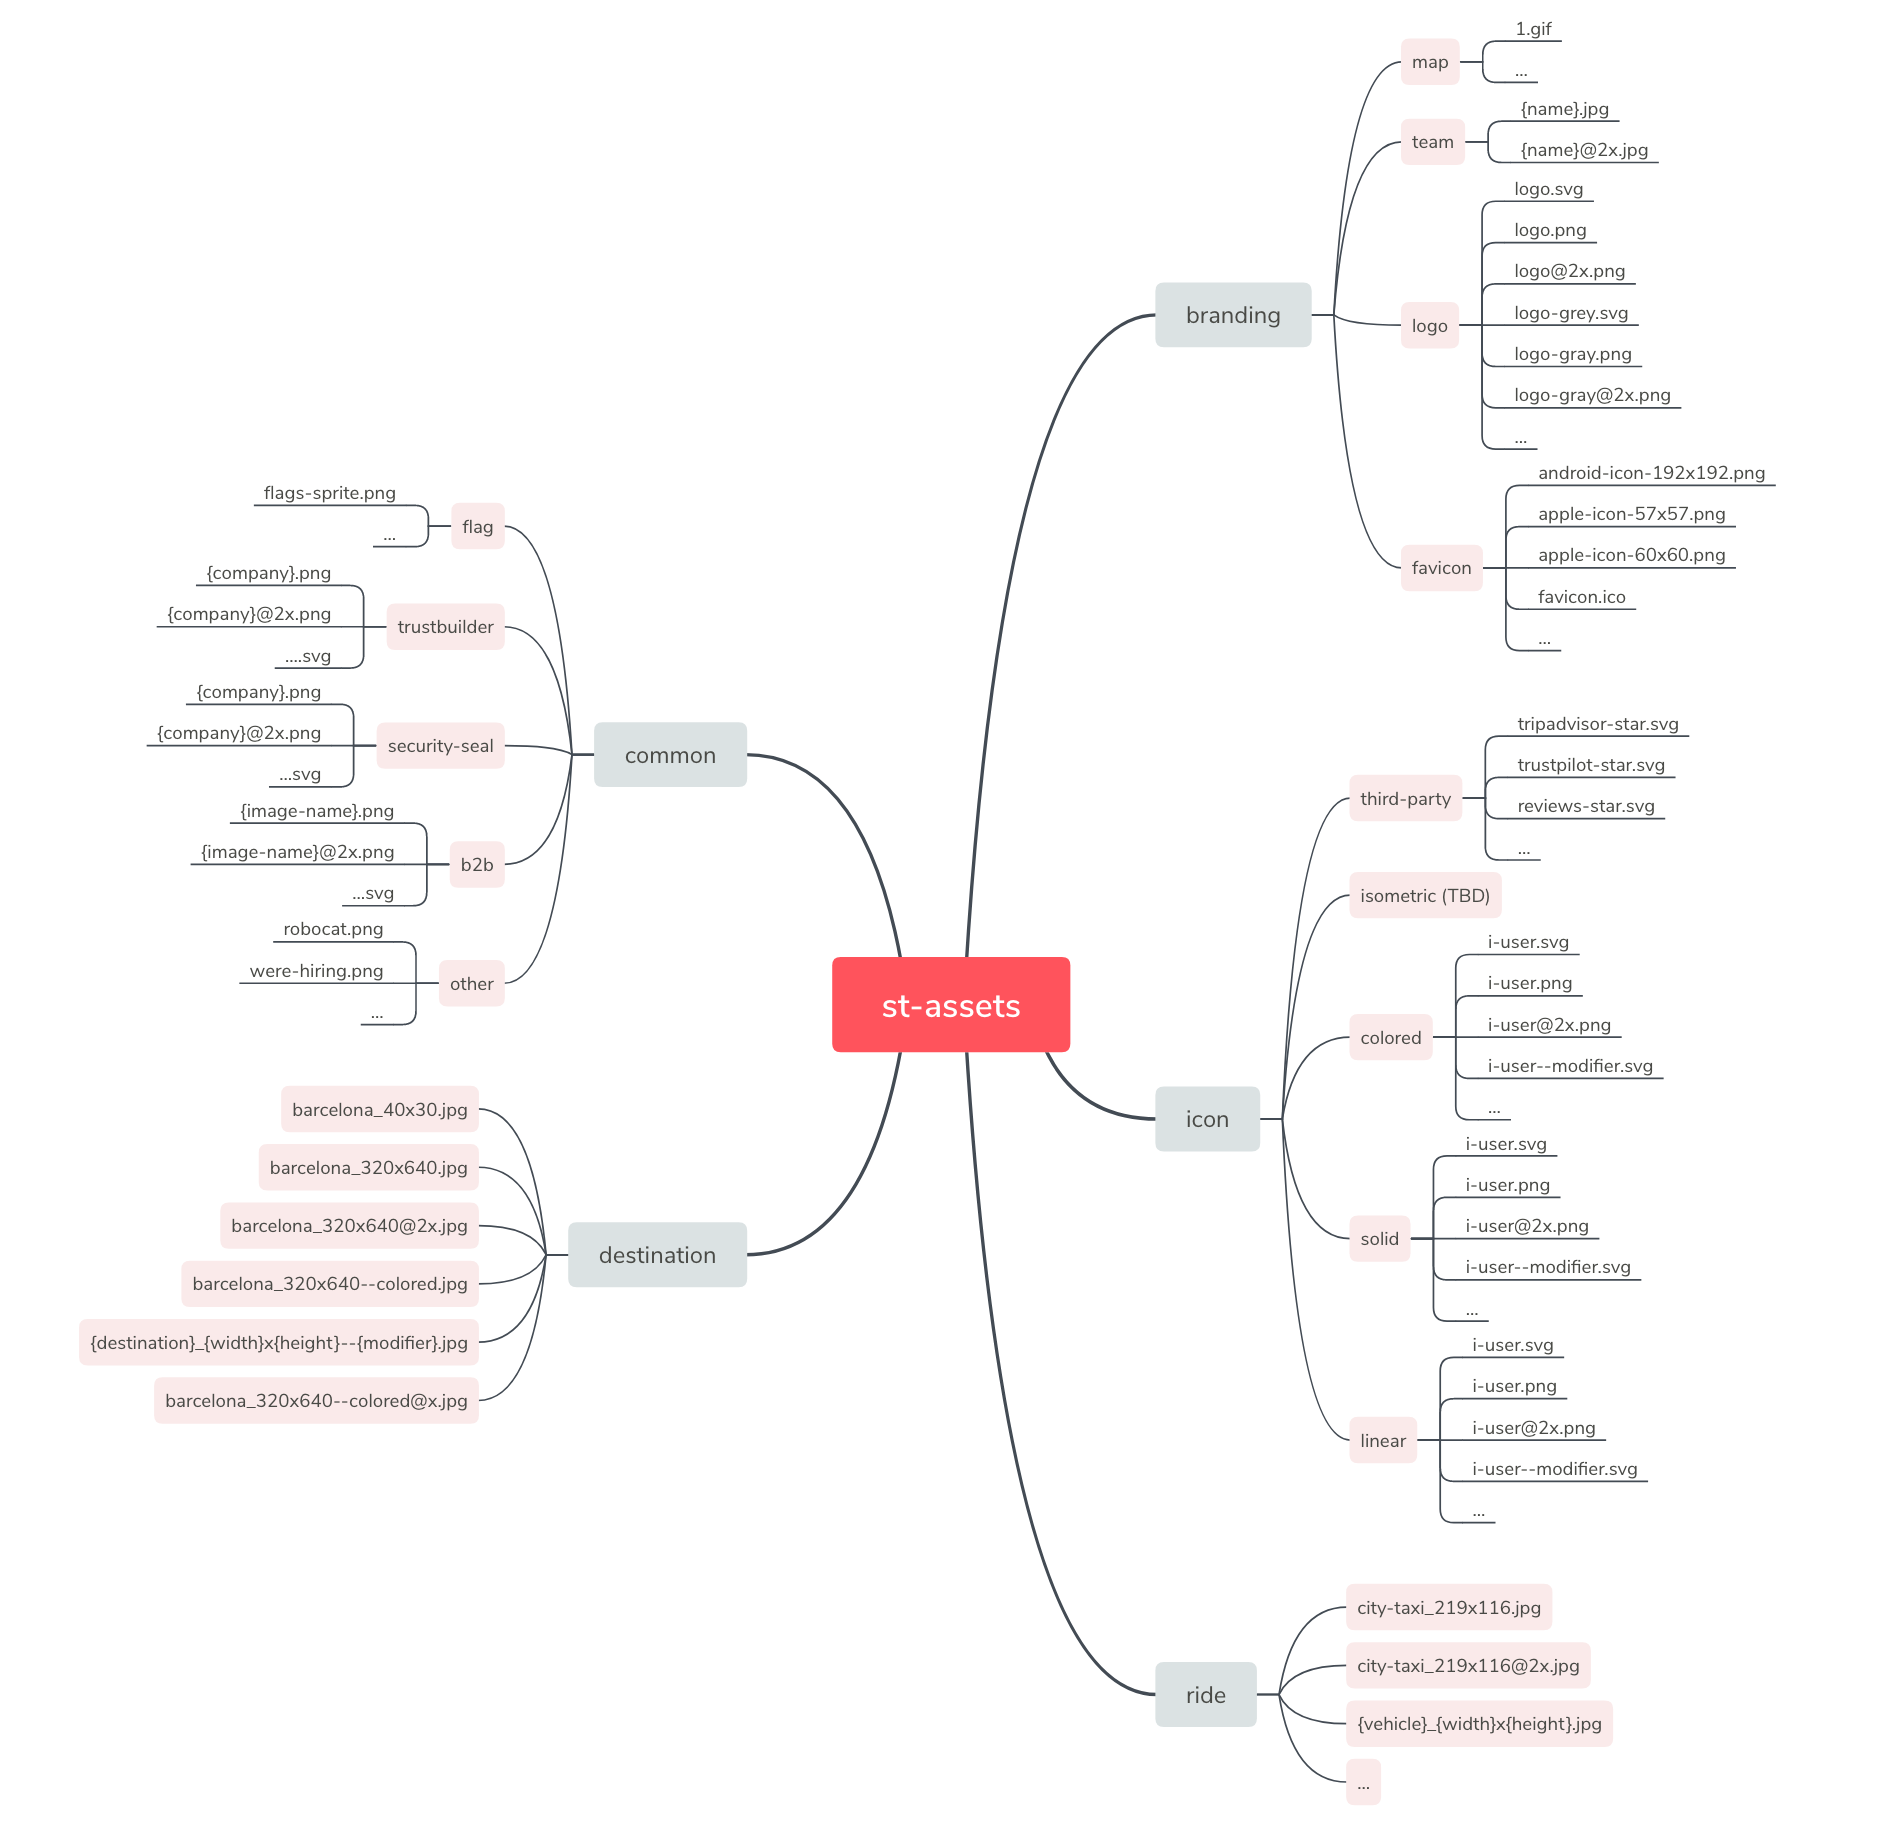 st-assets
branding
map
1.gif
...
team
{name}.jpg
{name}@2x.jpg
logo
logo.svg
logo.png
logo@2x.png
logo-grey.svg
logo-gray.png
logo-gray@2x.png
...
favicon
android-icon-192x192.png
apple-icon-57x57.png
apple-icon-60x60.png
favicon.ico
...
icon
third-party
tripadvisor-star.svg
trustpilot-star.svg
reviews-star.svg
...
isometric (TBD)
colored
i-user.svg
i-user.png
i-user@2x.png
i-user--modifier.svg
...
solid
i-user.svg
i-user.png
i-user@2x.png
i-user--modifier.svg
...
linear
i-user.svg
i-user.png
i-user@2x.png
i-user--modifier.svg
...
ride
city-taxi_219x116.jpg
city-taxi_219x116@2x.jpg
{vehicle}_{width}x{height}.jpg
...
common
flag
flags-sprite.png
...
trustbuilder
{company}.png
{company}@2x.png
....svg
security-seal
{company}.png
{company}@2x.png
...svg
b2b
{image-name}.png
{image-name}@2x.png
...svg
other
robocat.png
were-hiring.png
...
destination
barcelona_40x30.jpg
barcelona_320x640.jpg
barcelona_320x640@2x.jpg
barcelona_320x640--colored.jpg
{destination}_{width}x{height}--{modifier}.jpg
barcelona_320x640--colored@x.jpg